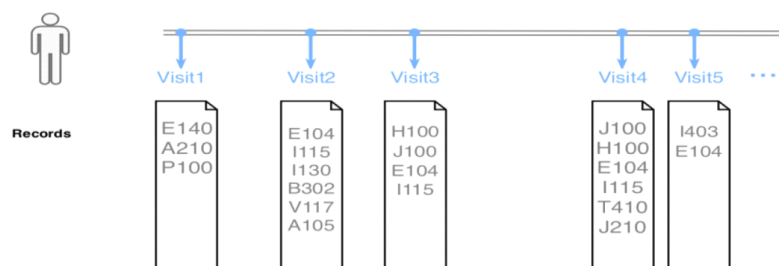 Visit1 Visit2 Visit3 Visit4 Visit5 ...
Records
E140
A210
P100
E104
I115
I130
B302
V117
A105
H100
J100
E104
I115
J100
H100
E104
I115
T410
J210
I403
E104